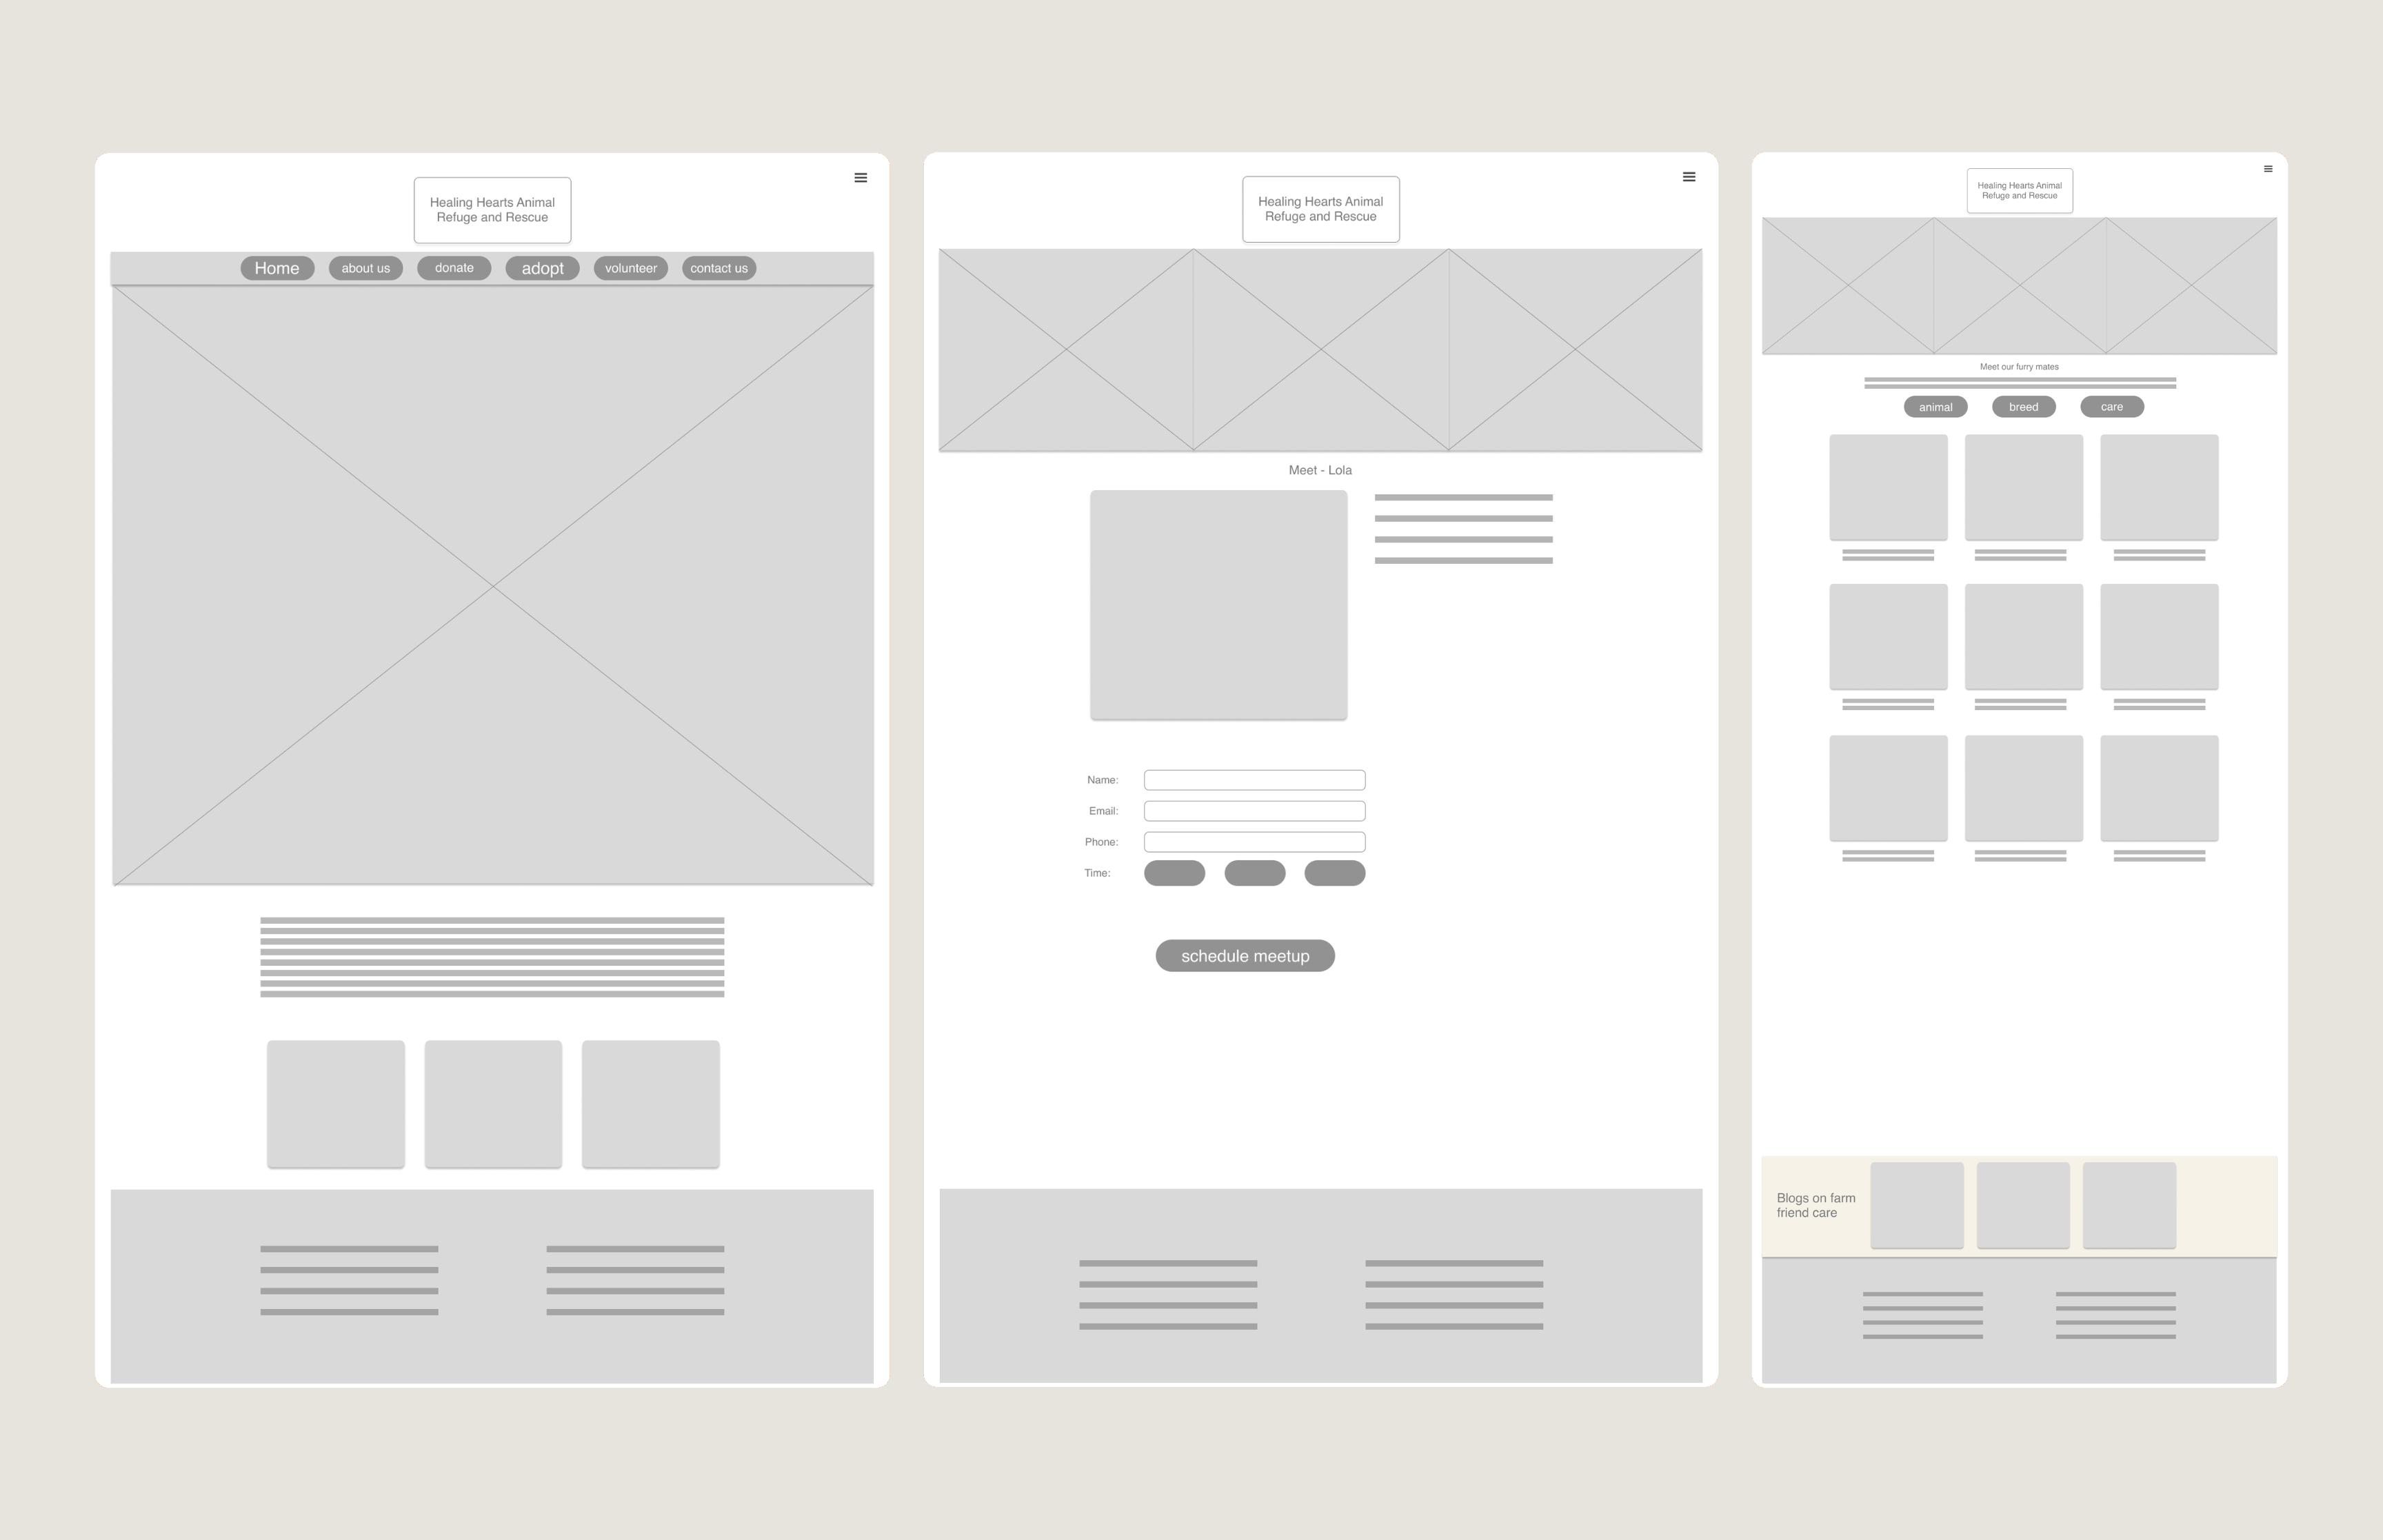 Healing Hearts Animal
Refuge and Rescue
Home
about us
donate
adopt
volunteer
contact us
Healing Hearts Animal
Refuge and Rescue
Meet - Lola
Name:
Email:
Phone:
Time:
schedule meetup
Healing Hearts Animal
Refuge and Rescue
Meet our furry mates
animal
breed
care
Blogs on farm
friend care